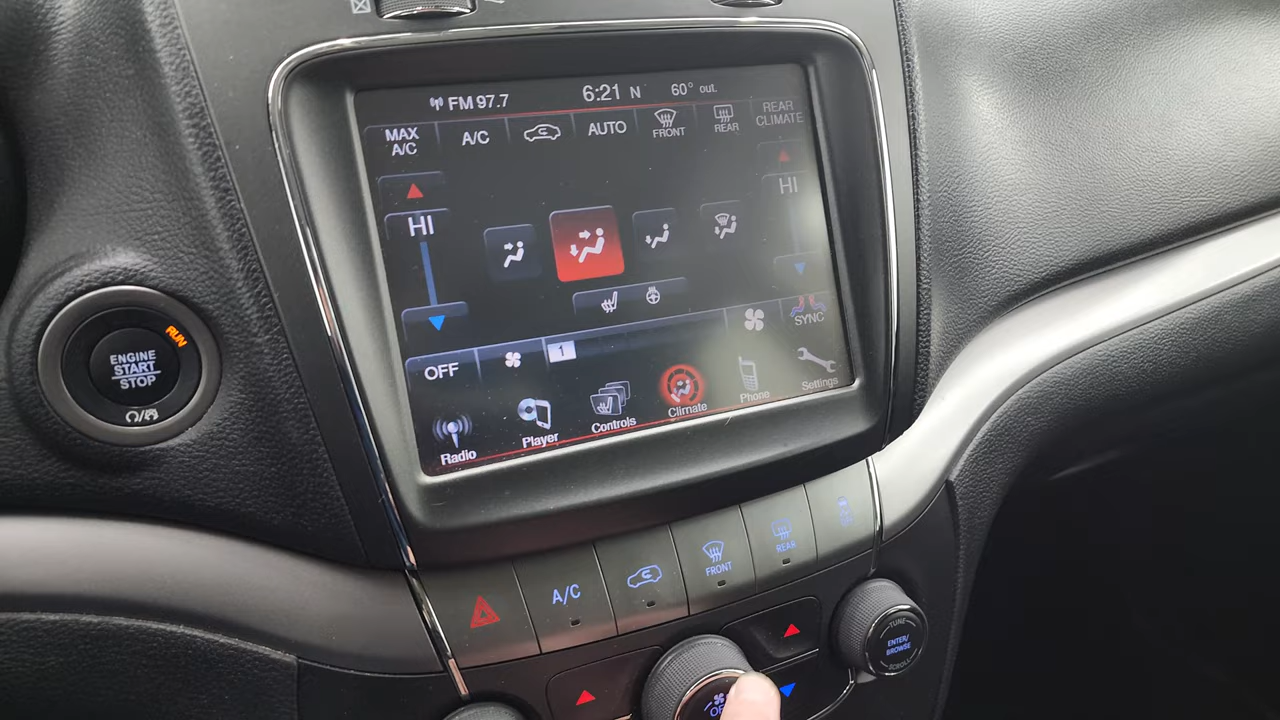 FM 97.7
6:21 N
60° out.
MAX
A/C
A/C
AUTO
FRONT
REAR
REAR
CLIMATE
HI
HI
RUN
ENGINE
START
STOP
OFF
1
SYNC
Radio
Player
Controls
Climate
Phone
Settings
A/C
FRONT
REAR
TUNE
ENTER/
BROWSE
SCROLL